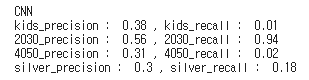 CNN
kids_precision :  0.38 , kids_recall :  0.01
2030_precision :  0.56 , 2030_recall :  0.94
4050_precision :  0.31 , 4050_recall :  0.02
silver_precision :  0.3 , silver_recall :  0.18